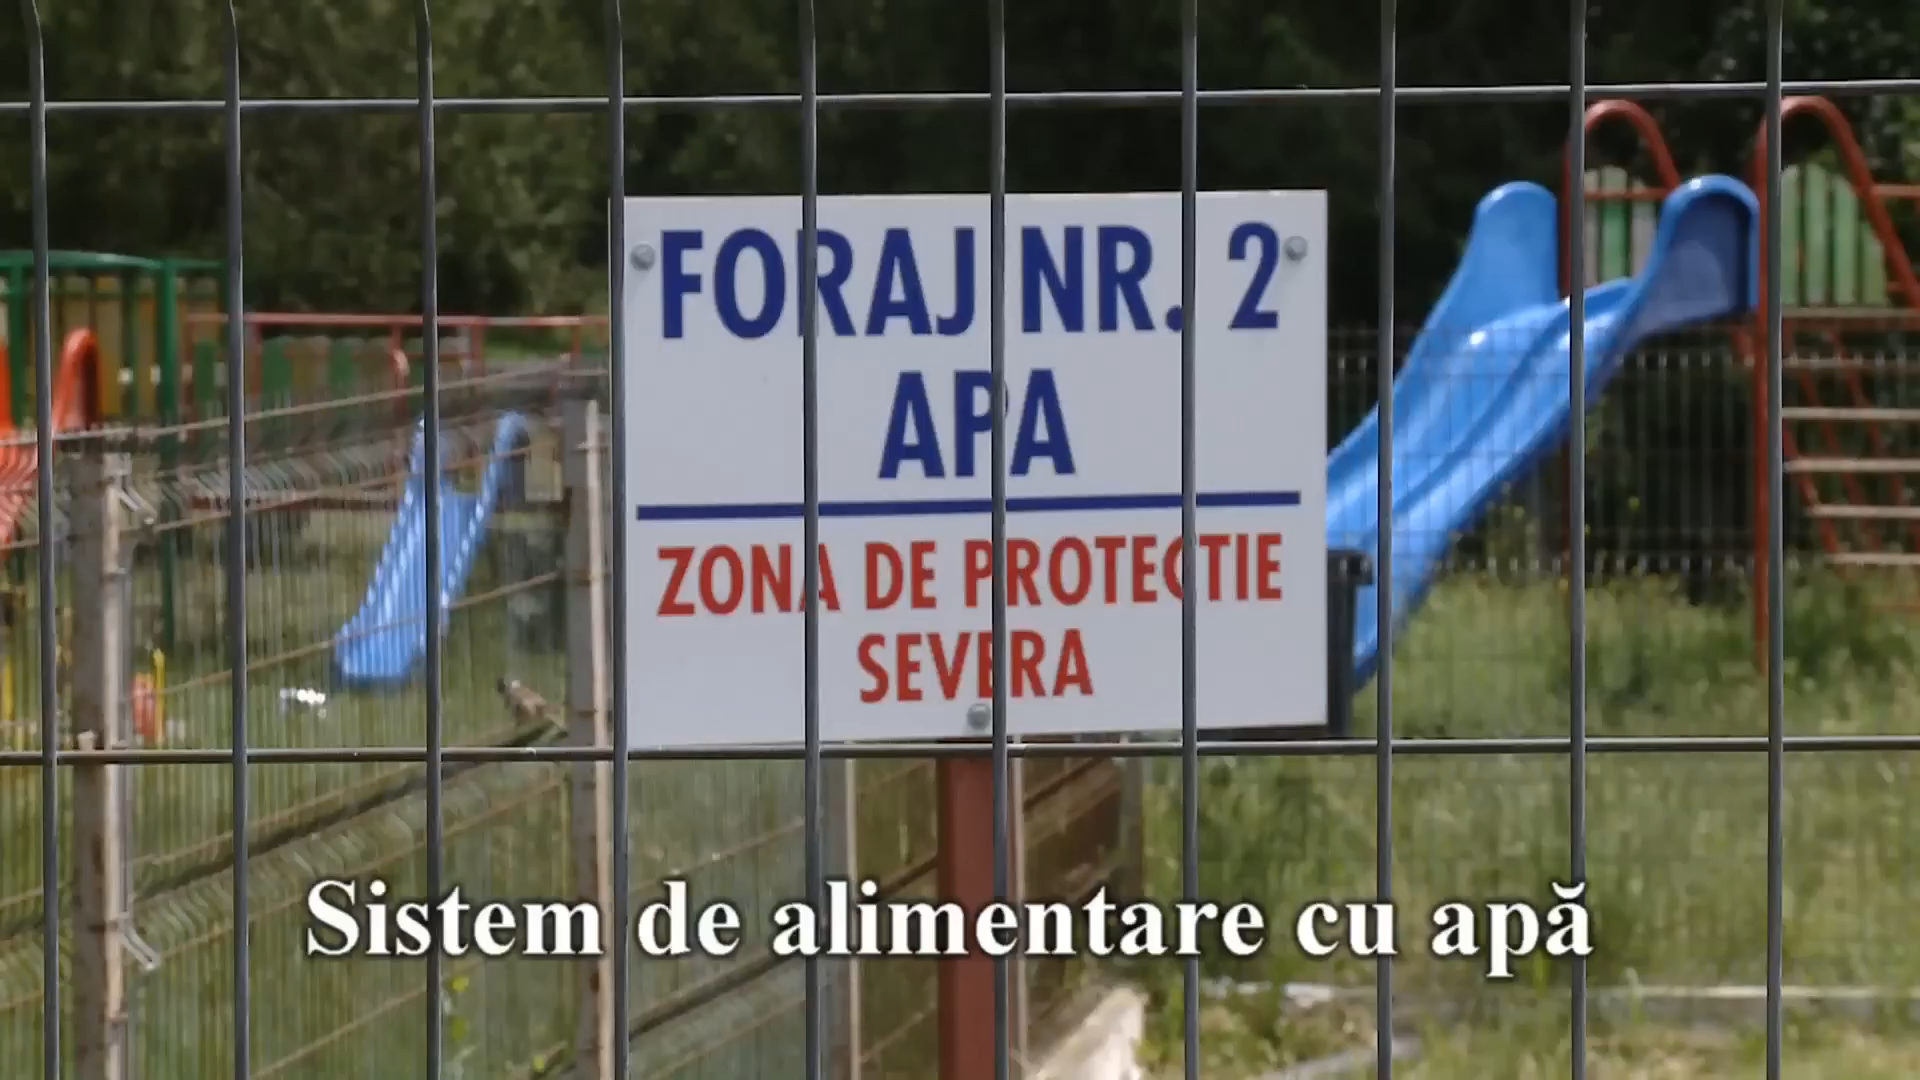 FORAJ NR. 2
APA
ZONA DE PROTECTIE
SEVERA
Sistem de alimentare cu apă